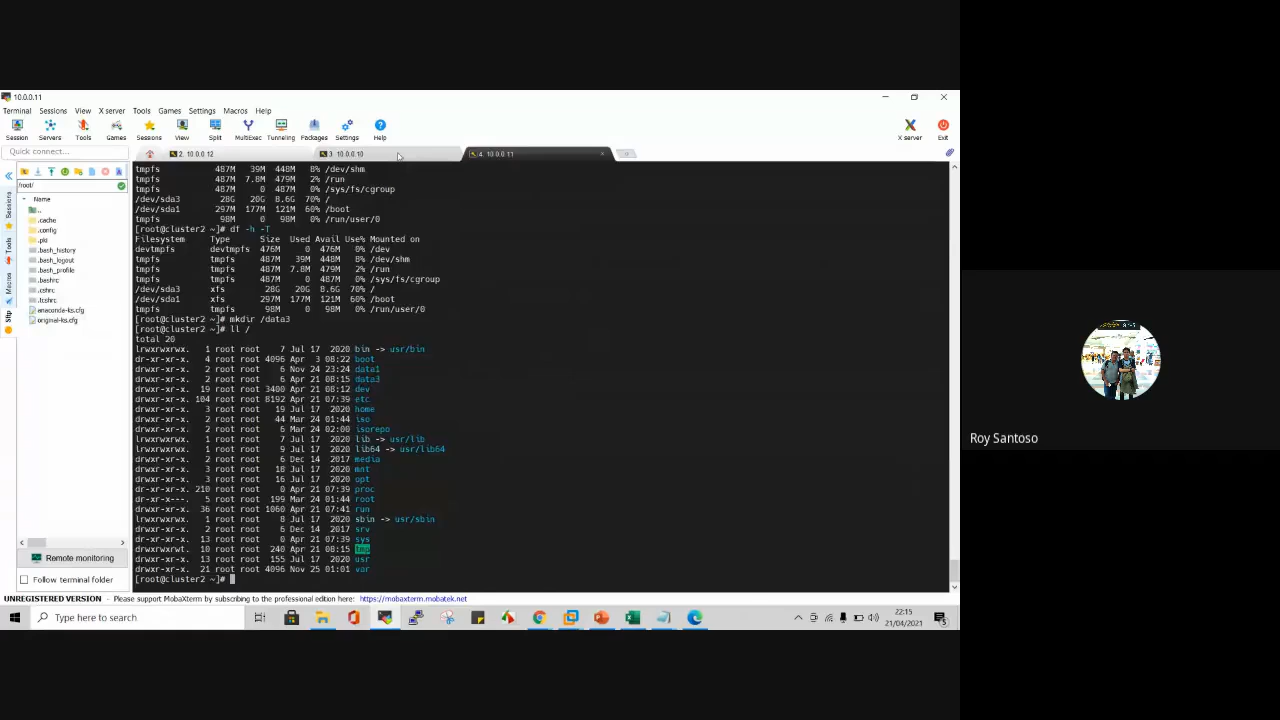 10.0.0.11
Terminal Sessions View X server Tools Games Settings Macros Help
Session Servers Tools Games Sessions View Split MultiExec Tunneling Packages Settings Help X server Exit
Quick connect...
2. 10.0.0.12
3. 10.0.0.10
4. 10.0.0.11
/root/
Name
..
.cache
.config
.pki
.bash_history
.bash_logout
.bash_profile
.bashrc
.cshrc
.tcshrc
anaconda-ks.cfg
original-ks.cfg
Sessions
Tools
Macros
Sftp
Remote monitoring
Follow terminal folder
tmpfs 487M 39M 448M 8% /dev/shm
tmpfs 487M 7.8M 479M 2% /run
tmpfs 487M 0 487M 0% /sys/fs/cgroup
/dev/sda3 28G 20G 8.6G 70% /
/dev/sda1 297M 177M 121M 60% /boot
tmpfs 98M 0 98M 0% /run/user/0
[root@cluster2 ~]# df -h -T
Filesystem Type Size Used Avail Use% Mounted on
devtmpfs devtmpfs 476M 0 476M 0% /dev
tmpfs tmpfs 487M 39M 448M 8% /dev/shm
tmpfs tmpfs 487M 7.8M 479M 2% /run
tmpfs tmpfs 487M 0 487M 0% /sys/fs/cgroup
/dev/sda3 xfs 28G 20G 8.6G 70% /
/dev/sda1 xfs 297M 177M 121M 60% /boot
tmpfs tmpfs 98M 0 98M 0% /run/user/0
[root@cluster2 ~]# mkdir /data3
[root@cluster2 ~]# ll /
total 20
lrwxrwxrwx. 1 root root 7 Jul 17 2020 bin -> usr/bin
dr-xr-xr-x. 4 root root 4096 Apr 3 08:22 boot
drwxr-xr-x. 2 root root 6 Nov 24 23:24 data1
drwxr-xr-x. 2 root root 6 Apr 21 08:15 data3
drwxr-xr-x. 19 root root 3400 Apr 21 08:12 dev
drwxr-xr-x. 104 root root 8192 Apr 21 07:39 etc
drwxr-xr-x. 3 root root 19 Jul 17 2020 home
drwxr-xr-x. 2 root root 44 Mar 24 01:44 iso
drwxr-xr-x. 2 root root 6 Mar 24 02:00 isorepo
lrwxrwxrwx. 1 root root 7 Jul 17 2020 lib -> usr/lib
lrwxrwxrwx. 1 root root 9 Jul 17 2020 lib64 -> usr/lib64
drwxr-xr-x. 2 root root 6 Dec 14 2017 media
drwxr-xr-x. 3 root root 18 Jul 17 2020 mnt
drwxr-xr-x. 3 root root 16 Jul 17 2020 opt
dr-xr-xr-x. 210 root root 0 Apr 21 07:39 proc
dr-xr-x---. 5 root root 199 Mar 24 01:44 root
drwxr-xr-x. 36 root root 1060 Apr 21 07:41 run
lrwxrwxrwx. 1 root root 8 Jul 17 2020 sbin -> usr/sbin
drwxr-xr-x. 2 root root 6 Dec 14 2017 srv
dr-xr-xr-x. 13 root root 0 Apr 21 07:39 sys
drwxrwxrwt. 10 root root 240 Apr 21 08:15 tmp
drwxr-xr-x. 13 root root 155 Jul 17 2020 usr
drwxr-xr-x. 21 root root 4096 Nov 25 01:01 var
[root@cluster2 ~]#
UNREGISTERED VERSION - Please support MobaXterm by subscribing to the professional edition here: https://mobaxterm.mobatek.net
Type here to search
22:15
21/04/2021
5
Roy Santoso